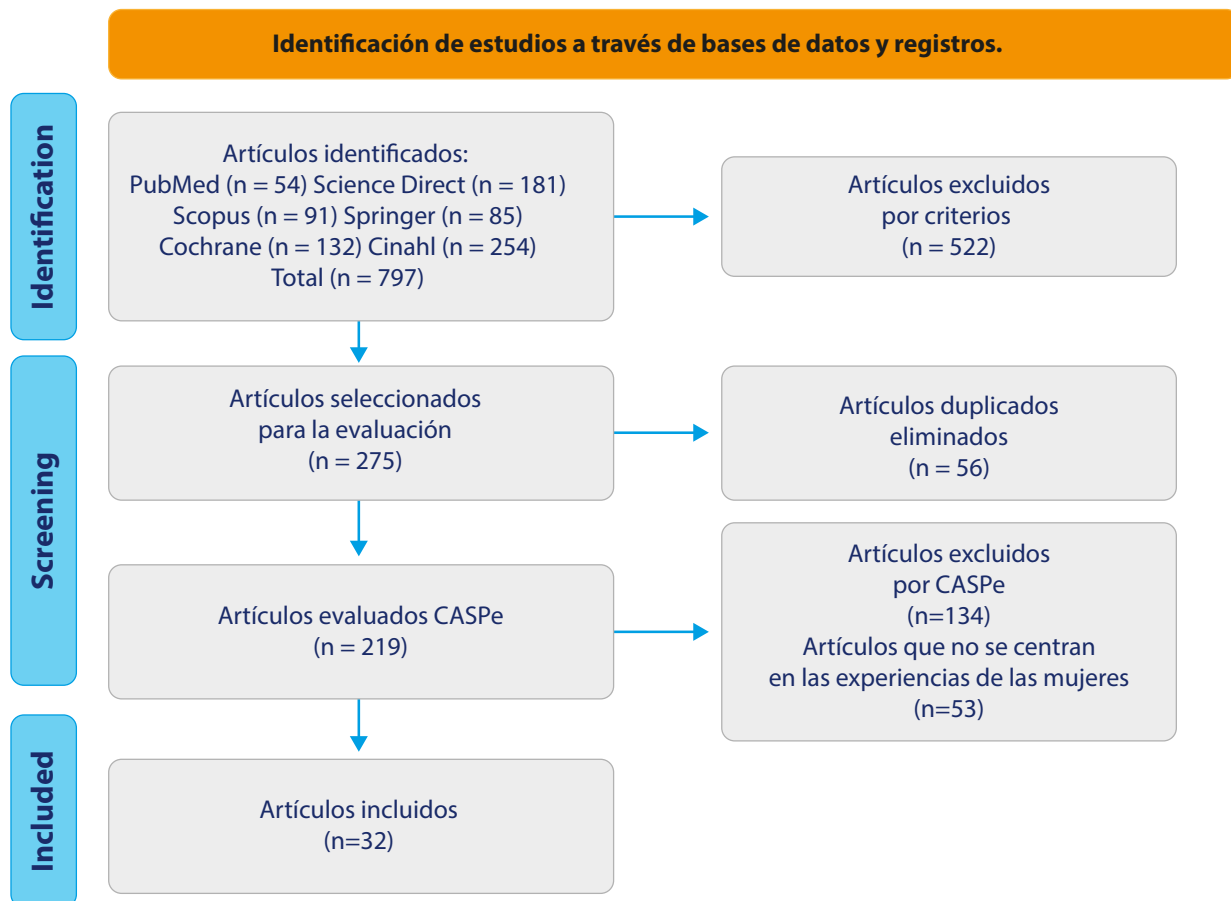 Identificación de estudios a través de bases de datos y registros.
Identification
Artículos identificados:
PubMed (n = 54) Science Direct (n = 181)
Scopus (n = 91) Springer (n = 85)
Cochrane (n = 132) Cinahl (n = 254)
Total (n = 797)
Artículos excluidos
por criterios
(n = 522)
Screening
Artículos seleccionados
para la evaluación
(n = 275)
Artículos duplicados
eliminados
(n = 56)
Artículos evaluados CASPe
(n = 219)
Artículos excluidos
por CASPe
(n=134)
Artículos que no se centran
en las experiencias de las mujeres
(n=53)
Included
Artículos incluidos
(n=32)